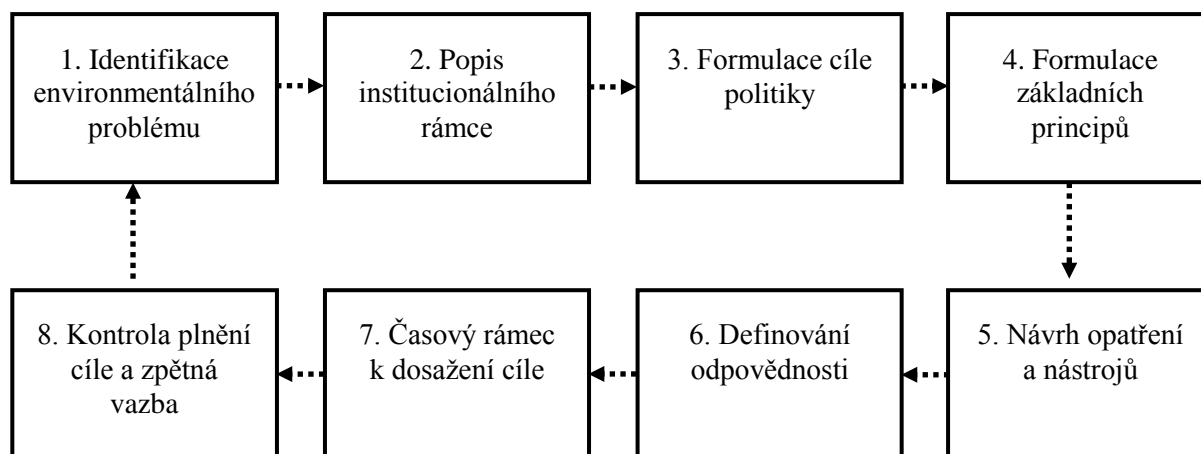 1. Identifikace
environmentálního
problému
2. Popis
institucionálního
rámce
3. Formulace cíle
politiky
4. Formulace
základních
principů
5. Návrh opatření
a nástrojů
6. Definování
odpovědnosti
7. Časový rámec
k dosažení cíle
8. Kontrola plnění
cíle a zpětná
vazba